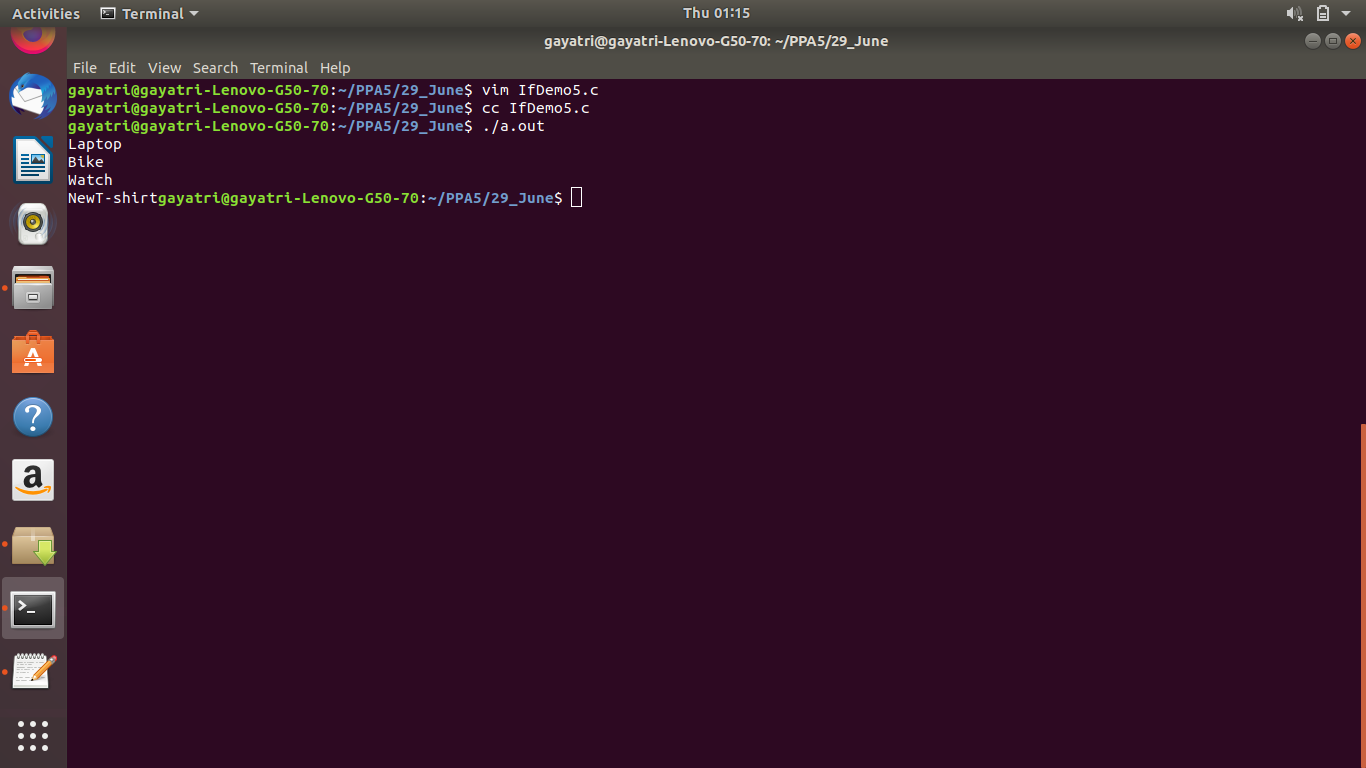 Activities Terminal Thu 01:15
gayatri@gayatri-Lenovo-G50-70: ~/PPA5/29_June
File Edit View Search Terminal Help
gayatri@gayatri-Lenovo-G50-70:~/PPA5/29_June$ vim IfDemo5.c
gayatri@gayatri-Lenovo-G50-70:~/PPA5/29_June$ cc IfDemo5.c
gayatri@gayatri-Lenovo-G50-70:~/PPA5/29_June$ ./a.out
Laptop
Bike
Watch
NewT-shirtgayatri@gayatri-Lenovo-G50-70:~/PPA5/29_June$